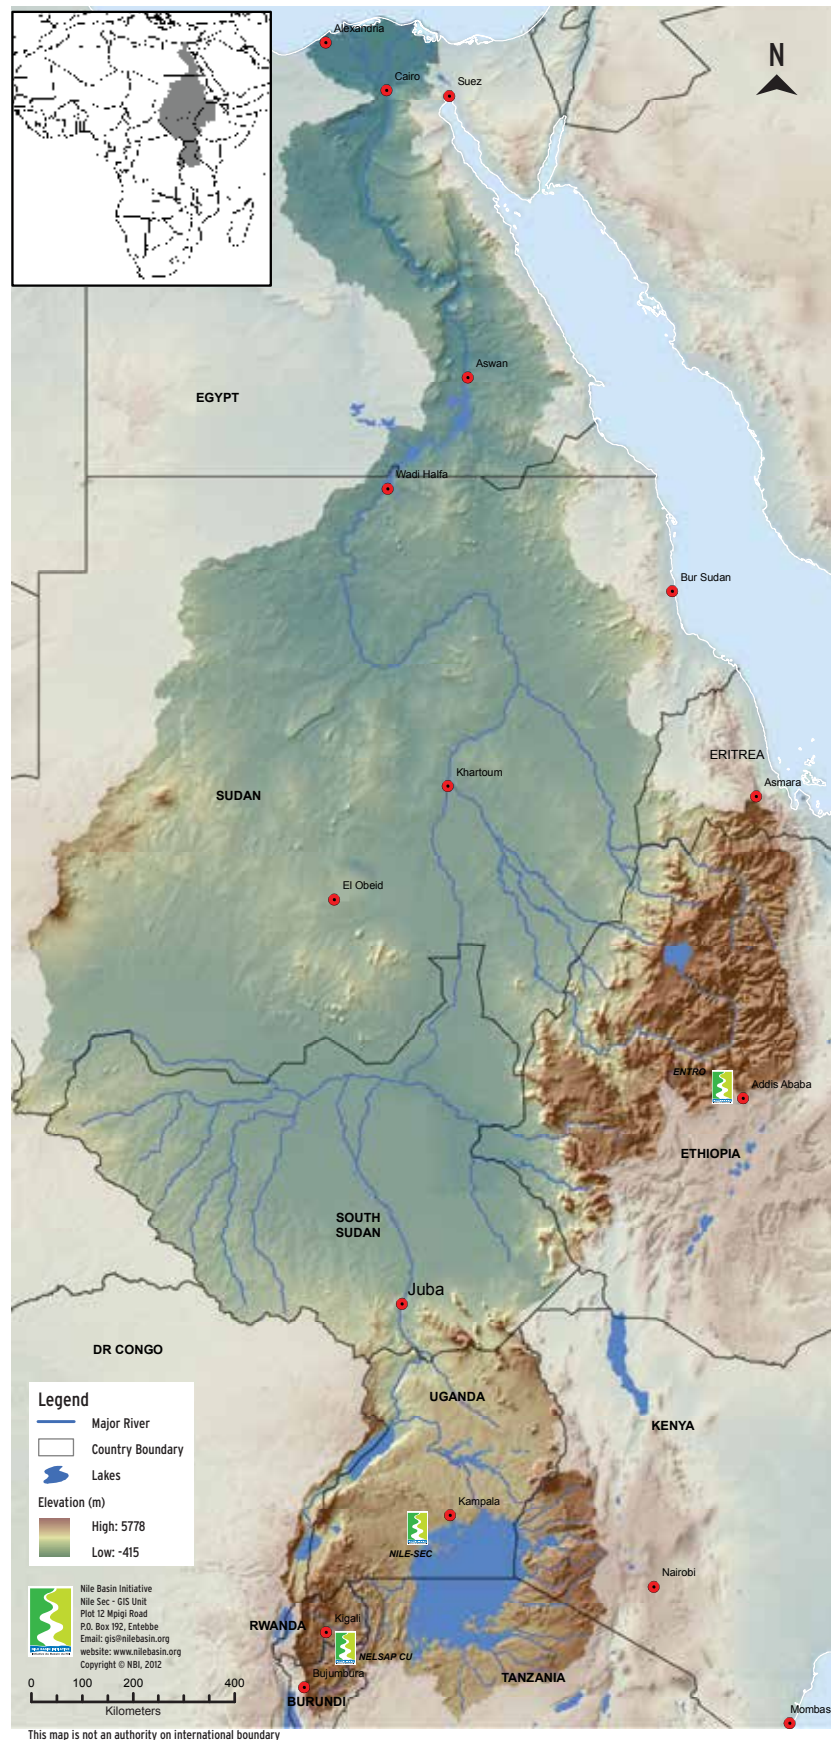 Alexandria
Cairo
Suez
N
Aswan
EGYPT
Wadi Halfa
Bur Sudan
ERITREA
Khartoum
Asmara
SUDAN
El Obeid
ENTRO
Addis Ababa
ETHIOPIA
SOUTH
SUDAN
Juba
DR CONGO
UGANDA
KENYA
Legend
Major River
Country Boundary
Lakes
Elevation (m)
High: 5778
Low: -415
Kampala
NILE-SEC
Nairobi
Nile Basin Initiative
Nile Sec - GIS Unit
Plot 12 Mpigi Road
P.O. Box 192, Entebbe
Email: gis@nilebasin.org
website: www.nilebasin.org
Copyright © NBI, 2012
RWANDA
Kigali
NELSAP CU
Bujumbura
BURUNDI
TANZANIA
0 200 400
Kilometers
Mombas
This map is not an authority on international boundary